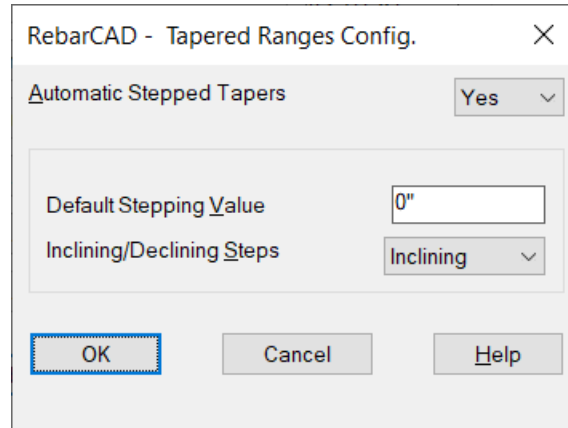 RebarCAD -  Tapered Ranges Config.
Automatic Stepped Tapers Yes
Default Stepping Value 0"
Inclining/Declining Steps Inclining
OK Cancel Help